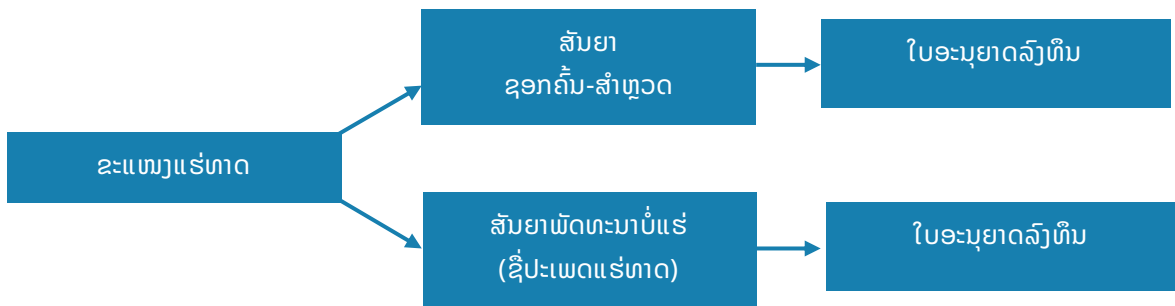 ຂະແໜງແຮ່ທາດ
ສັນຍາ
ຊອກຄົ້ນ-ສຳຫຼວດ
ໃບອະນຸຍາດລົງທຶນ
ສັນຍາພັດທະນາບໍ່ແຮ່
(ຊື່ປະເພດແຮ່ທາດ)
ໃບອະນຸຍາດລົງທຶນ